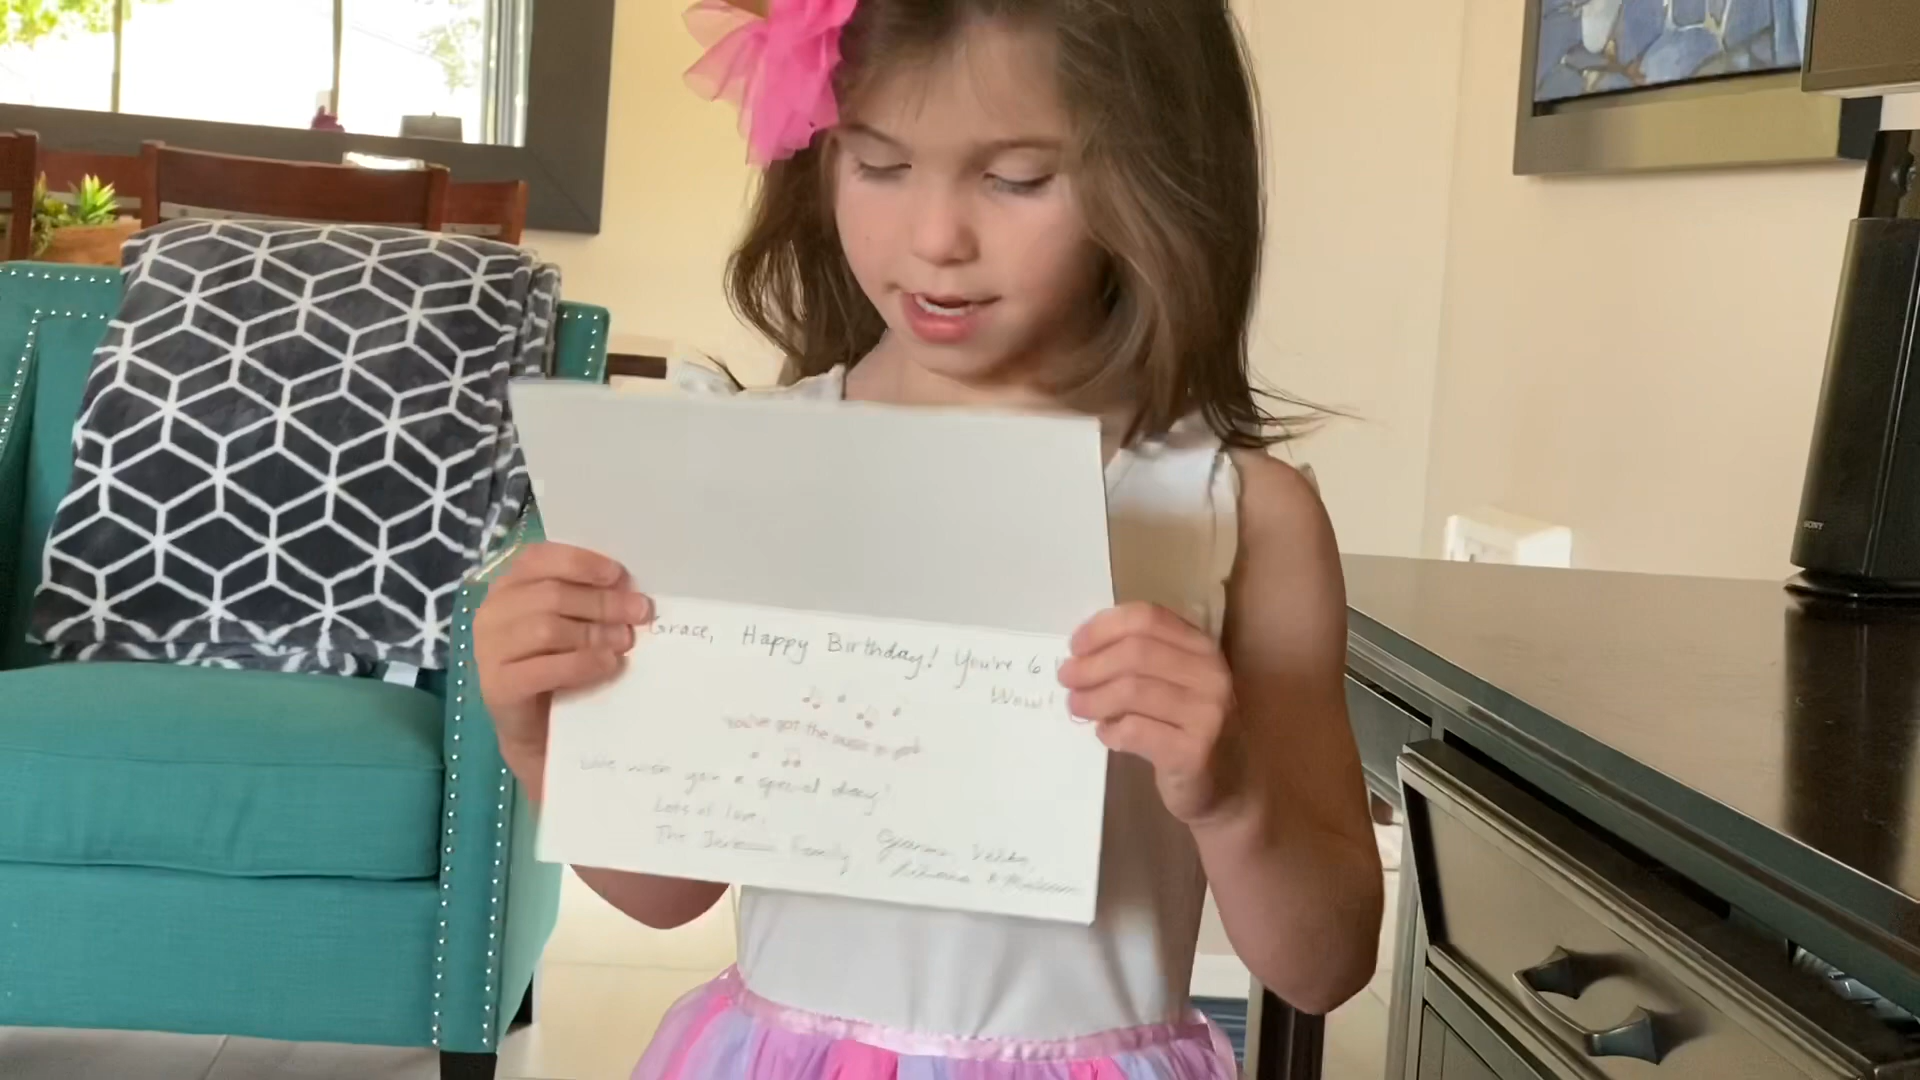 Grace, Happy Birthday! You're 6
Wow!
You've got the music in you
We wish you a special day!
Lots of love,
The Family
SONY